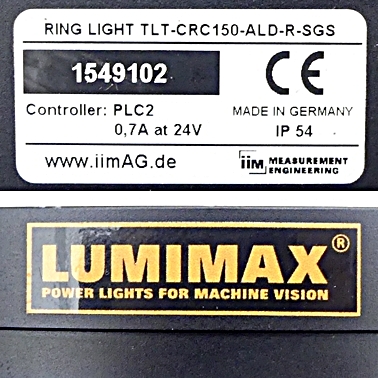 RING LIGHT TLT-CRC150-ALD-R-SGS
1549102
CE
Controller: PLC2
0,7A at 24V
MADE IN GERMANY
IP 54
www.iimAG.de
iim MEASUREMENT
ENGINEERING
LUMIMAX®
POWER LIGHTS FOR MACHINE VISION